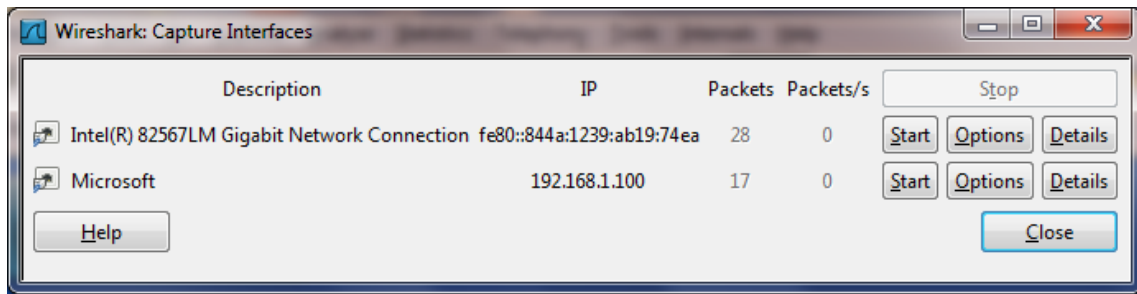 Wireshark: Capture Interfaces
Description IP Packets Packets/s Stop
Intel(R) 82567LM Gigabit Network Connection fe80::844a:1239:ab19:74ea 28 0 Start Options Details
Microsoft 192.168.1.100 17 0 Start Options Details
Help Close